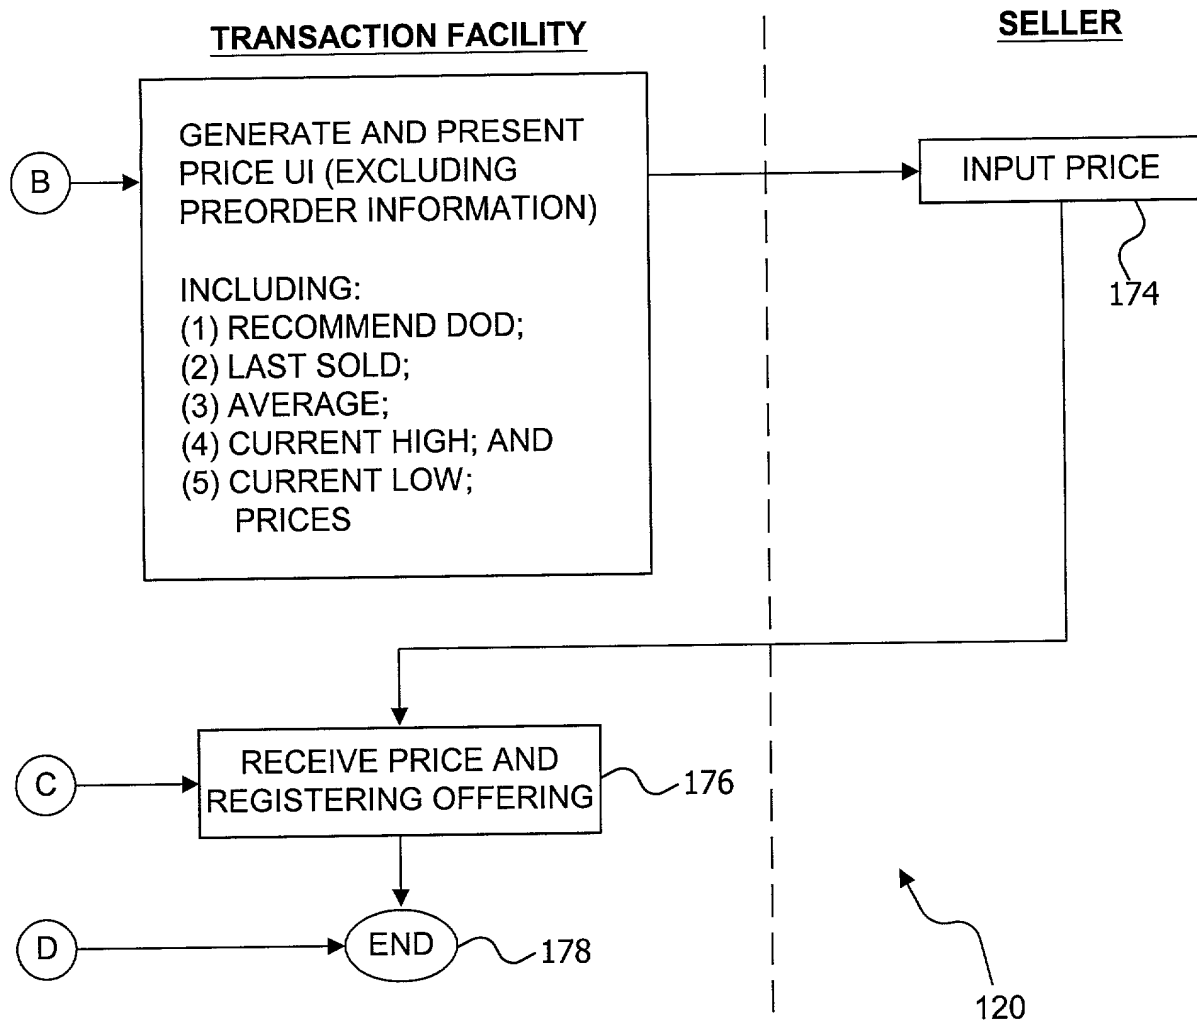 TRANSACTION FACILITY
SELLER
B
GENERATE AND PRESENT
PRICE UI (EXCLUDING
PREORDER INFORMATION)
INCLUDING:
(1) RECOMMEND DOD;
(2) LAST SOLD;
(3) AVERAGE;
(4) CURRENT HIGH; AND
(5) CURRENT LOW;
PRICES
INPUT PRICE
174
C
RECEIVE PRICE AND
REGISTERING OFFERING
176
D
END
178
120